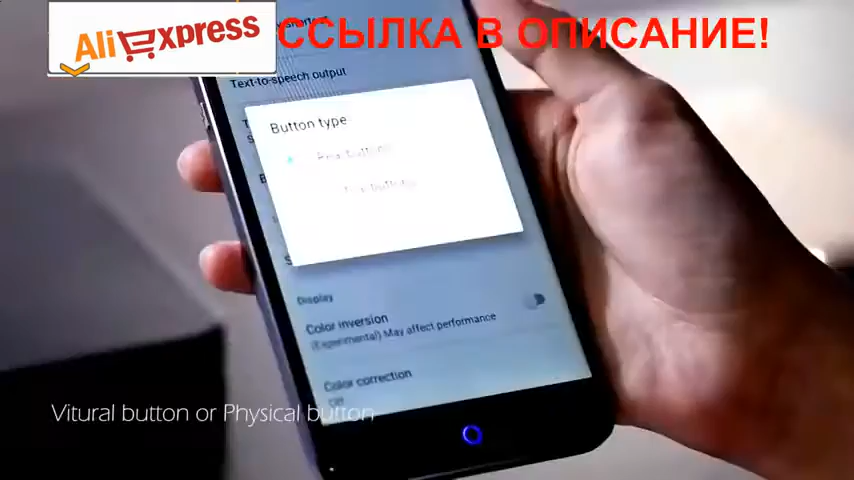 AliExpress
ССЫЛКА В ОПИСАНИЕ!
Text-to-speech output
Button type
Display
Color inversion
(Experimental) May affect performance
Color correction
Off
Vitural button or Physical button